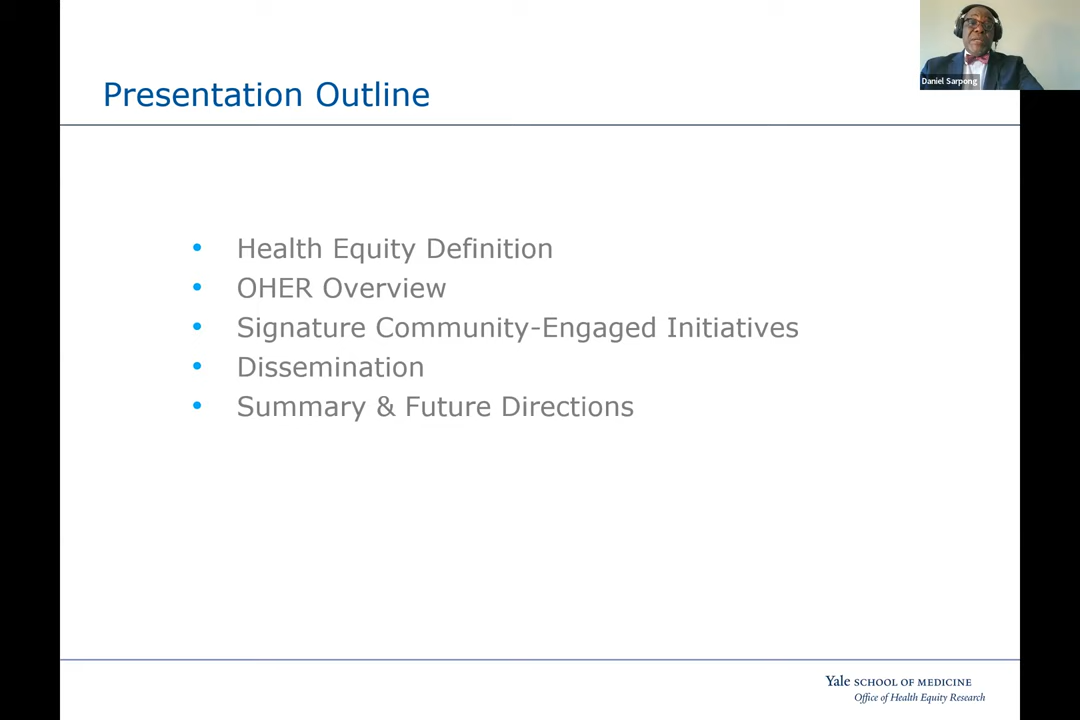 Presentation Outline
Daniel Sarpong
• Health Equity Definition
• OHER Overview
• Signature Community-Engaged Initiatives
• Dissemination
• Summary & Future Directions
Yale SCHOOL OF MEDICINE
Office of Health Equity Research